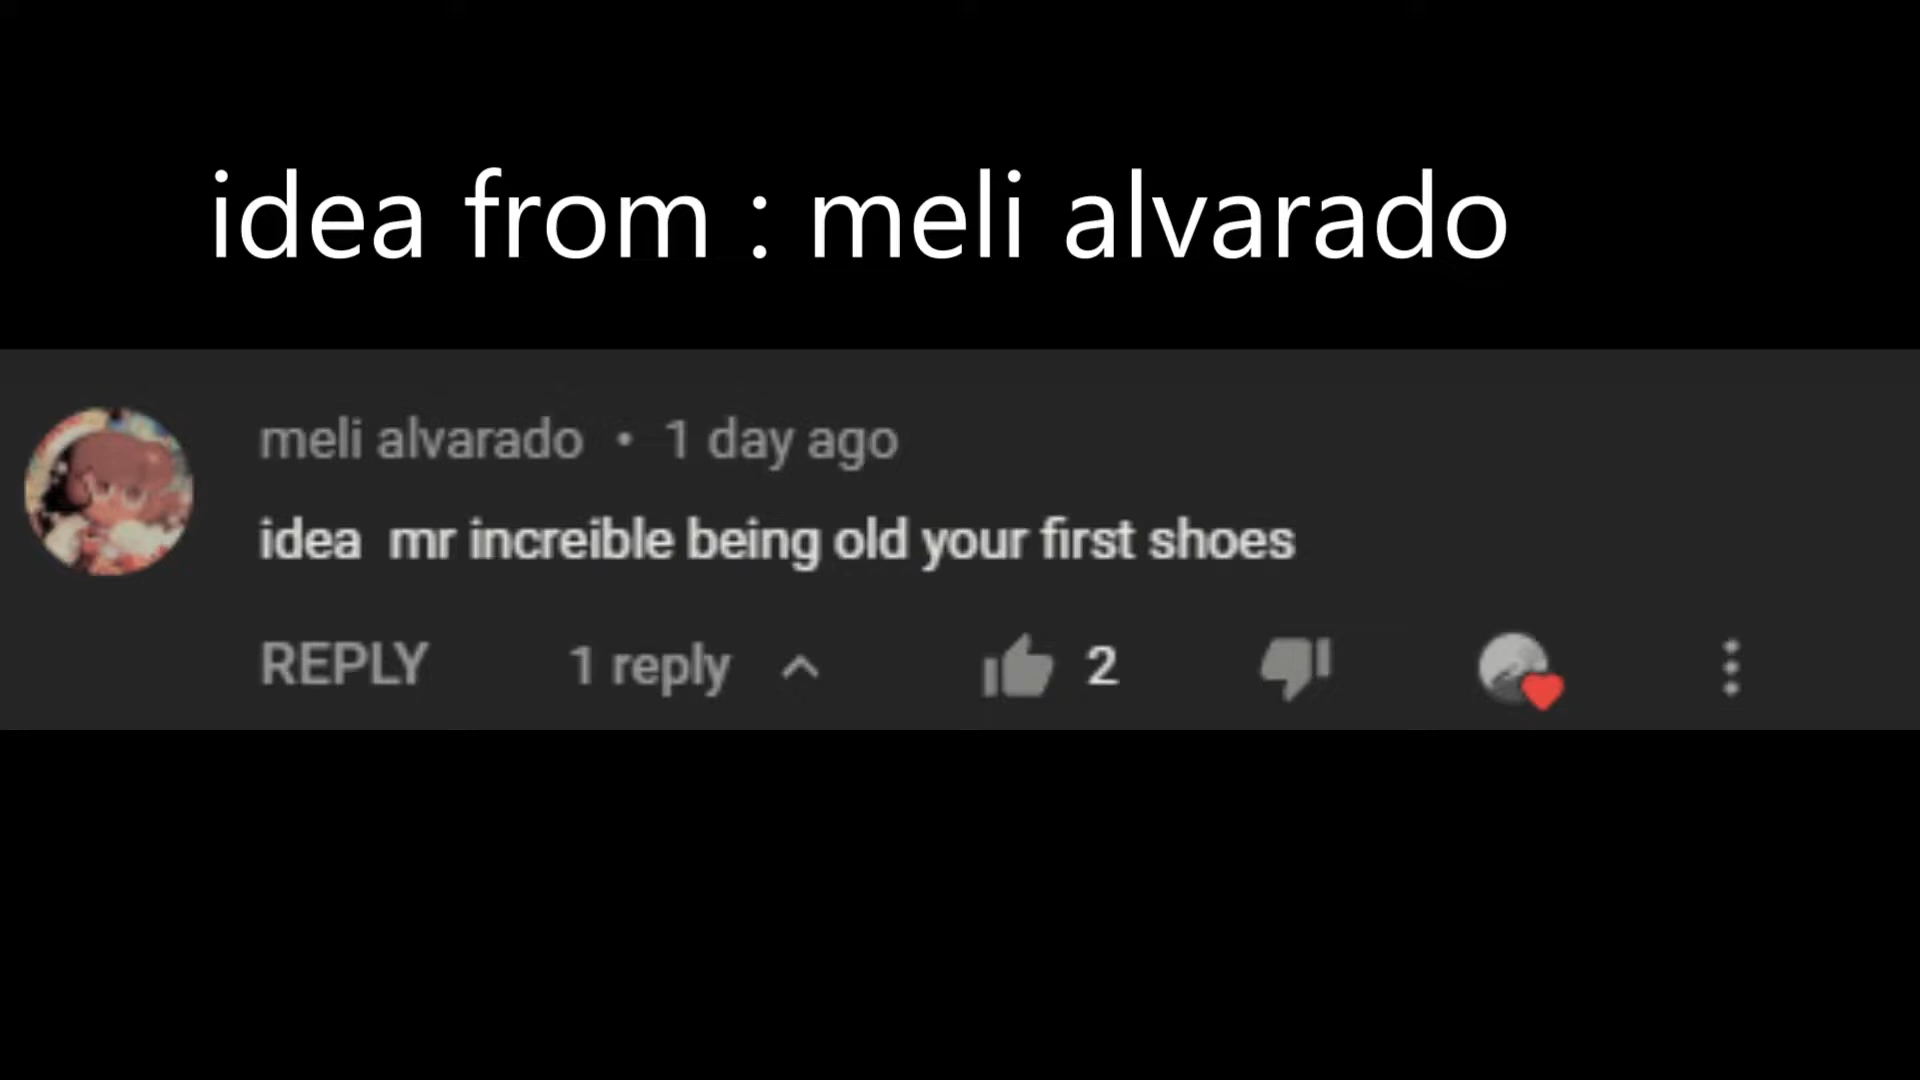 idea from : meli alvarado
meli alvarado • 1 day ago
idea  mr increible being old your first shoes
REPLY 1 reply 2